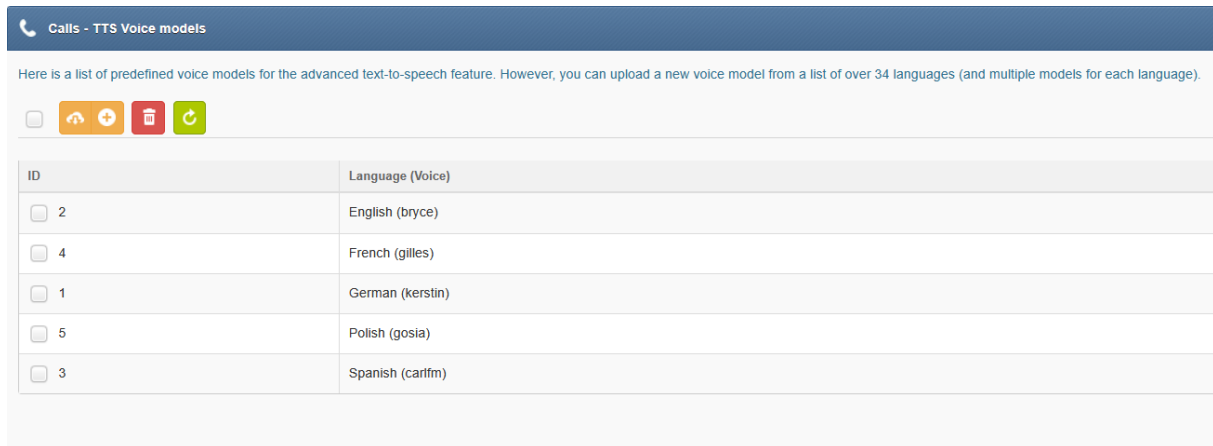 Calls - TTS Voice models
Here is a list of predefined voice models for the advanced text-to-speech feature. However, you can upload a new voice model from a list of over 34 languages (and multiple models for each language).
ID Language (Voice)
2 English (bryce)
4 French (gilles)
1 German (kerstin)
5 Polish (gosia)
3 Spanish (carlfm)